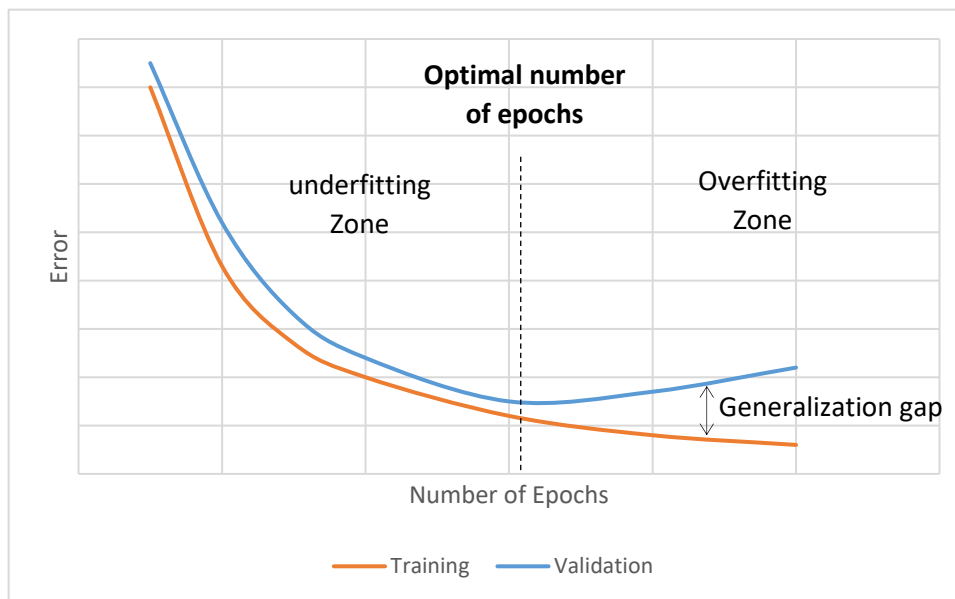 Optimal number
of epochs
underfitting
Zone
Overfitting
Zone
Error
Generalization gap
Number of Epochs
Training
Validation